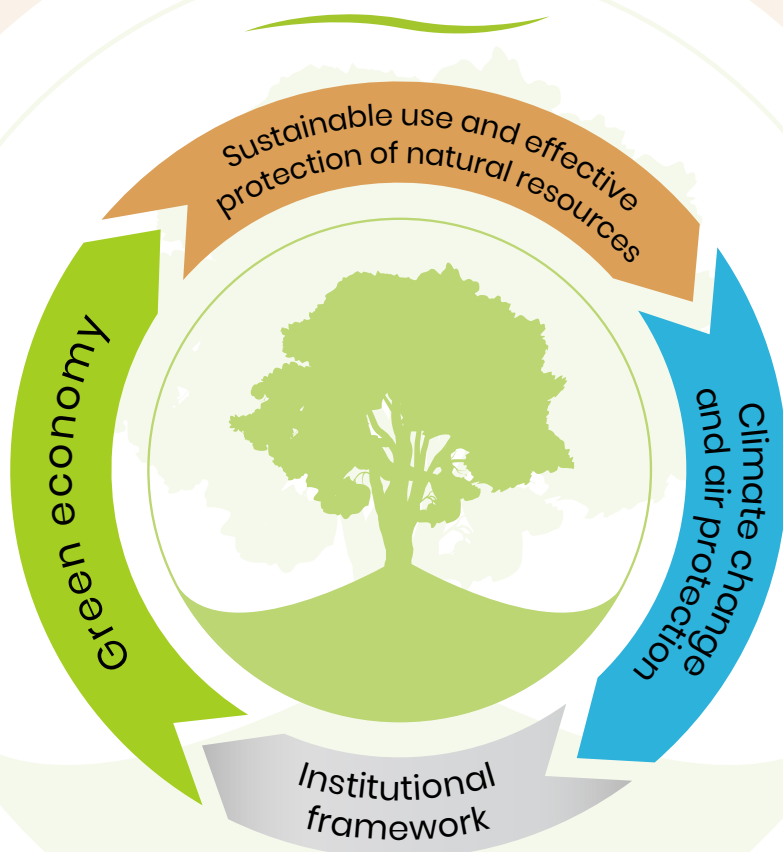 Sustainable use and effective
protection of natural resources
Climate change
and air protection
Institutional
framework
Green economy